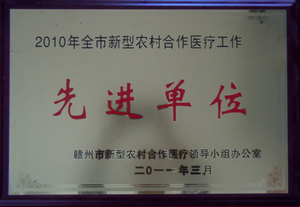 2010年全市新型农村合作医疗工作
先进单位
赣州市新型农村合作医疗领导小组办公室
二〇一一年三月